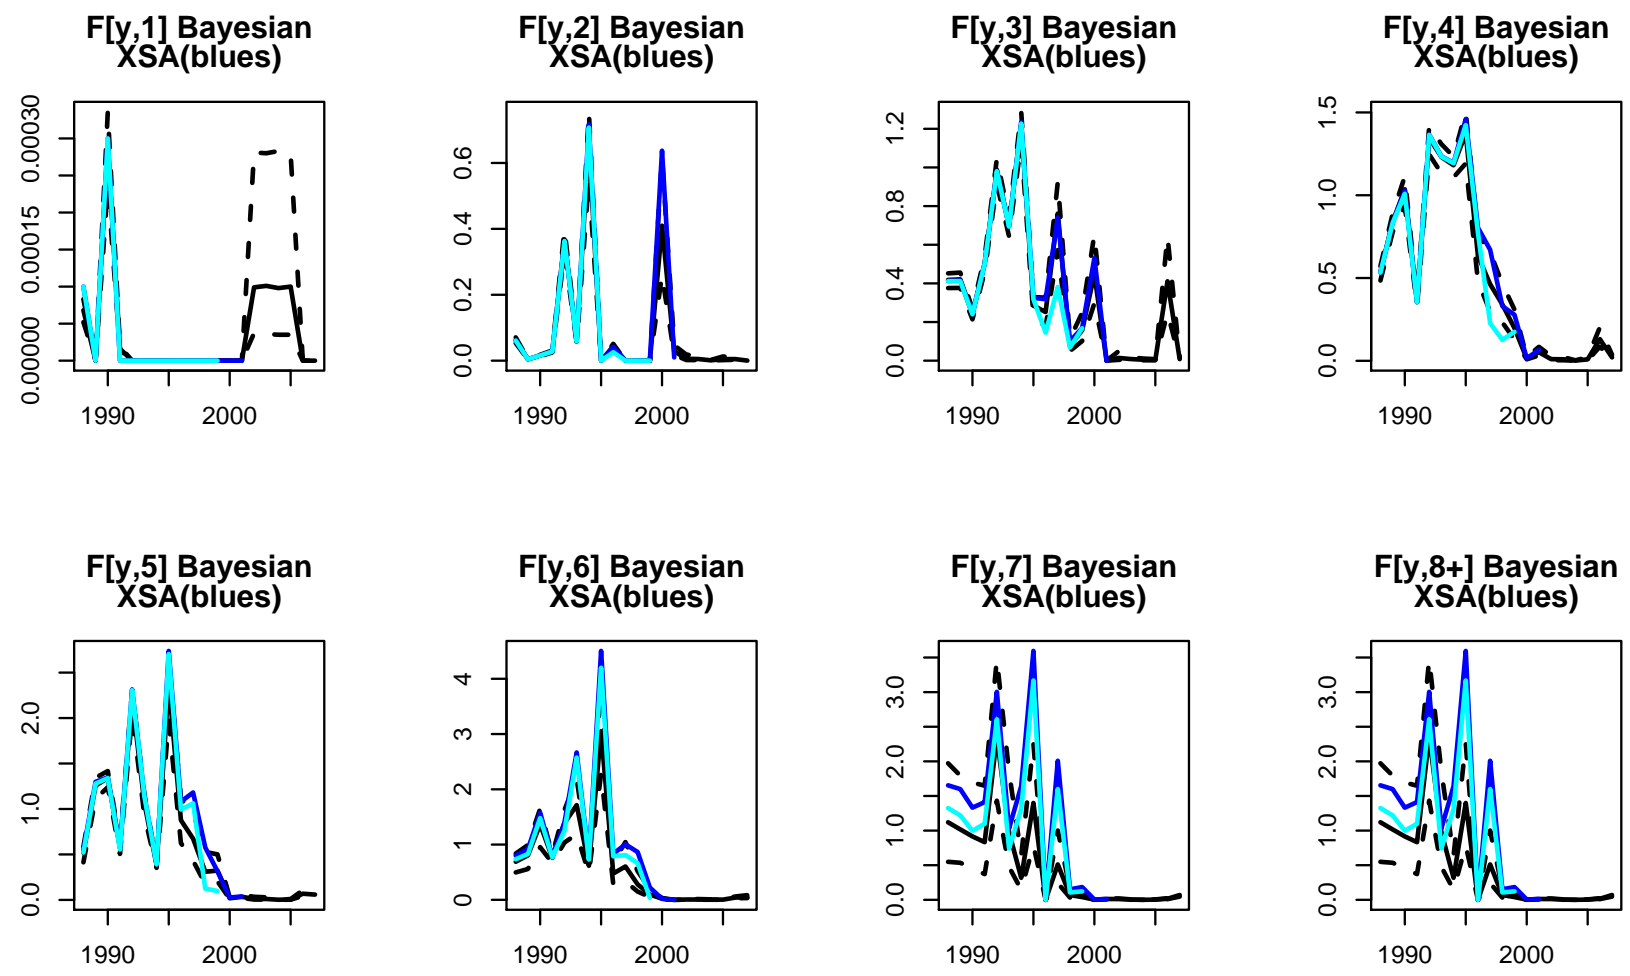 F[y,1] Bayesian
XSA(blues)
0.00000 0.00015 0.00030
1990 2000
F[y,2] Bayesian
XSA(blues)
0.0 0.2 0.4 0.6
1990 2000
F[y,3] Bayesian
XSA(blues)
0.0 0.4 0.8 1.2
1990 2000
F[y,4] Bayesian
XSA(blues)
0.0 0.5 1.0 1.5
1990 2000
F[y,5] Bayesian
XSA(blues)
0.0 1.0 2.0
1990 2000
F[y,6] Bayesian
XSA(blues)
0 1 2 3 4
1990 2000
F[y,7] Bayesian
XSA(blues)
0.0 1.0 2.0 3.0
1990 2000
F[y,8+] Bayesian
XSA(blues)
0.0 1.0 2.0 3.0
1990 2000